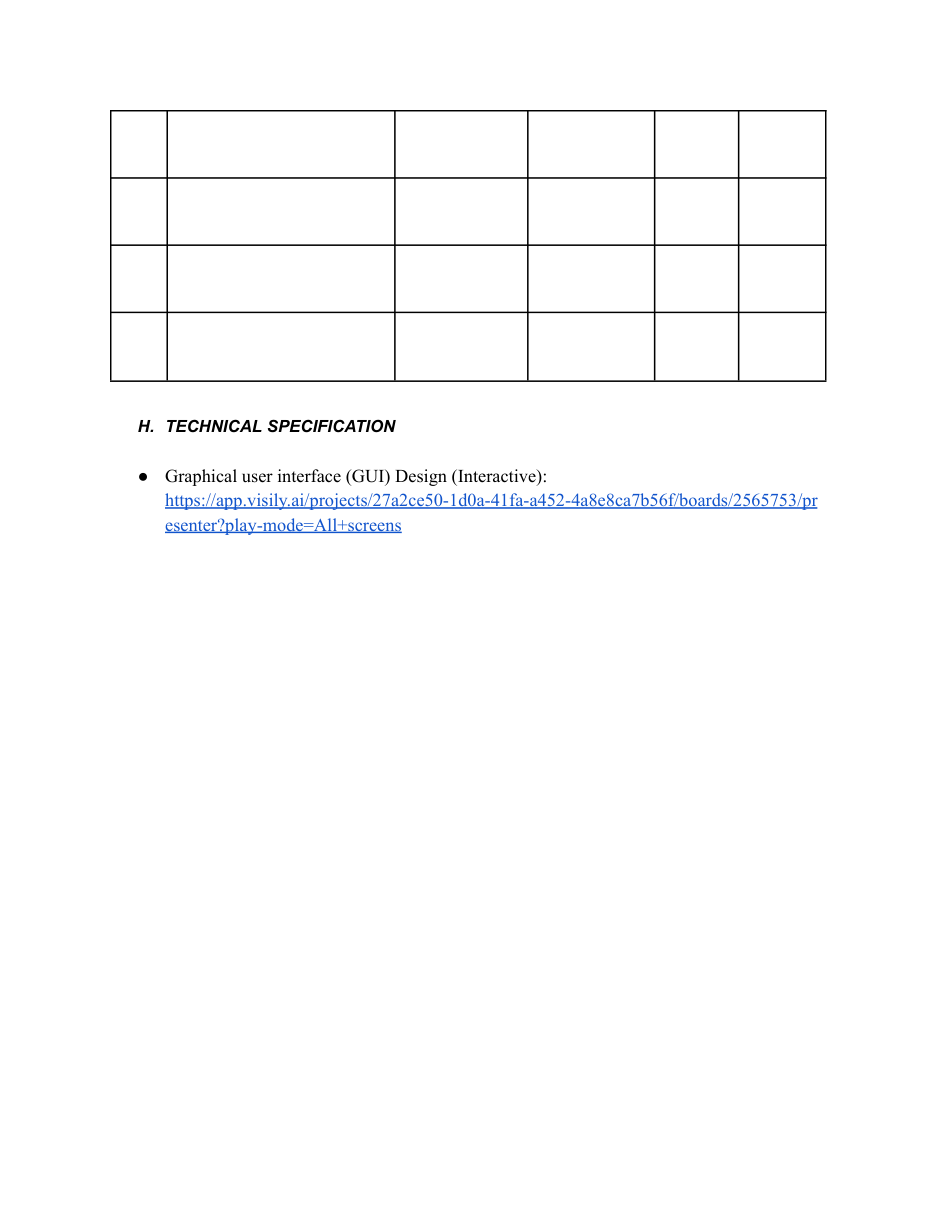 H. TECHNICAL SPECIFICATION
● Graphical user interface (GUI) Design (Interactive):
https://app.visily.ai/projects/27a2ce50-1d0a-41fa-a452-4a8e8ca7b56f/boards/2565753/pr
esenter?play-mode=All+screens